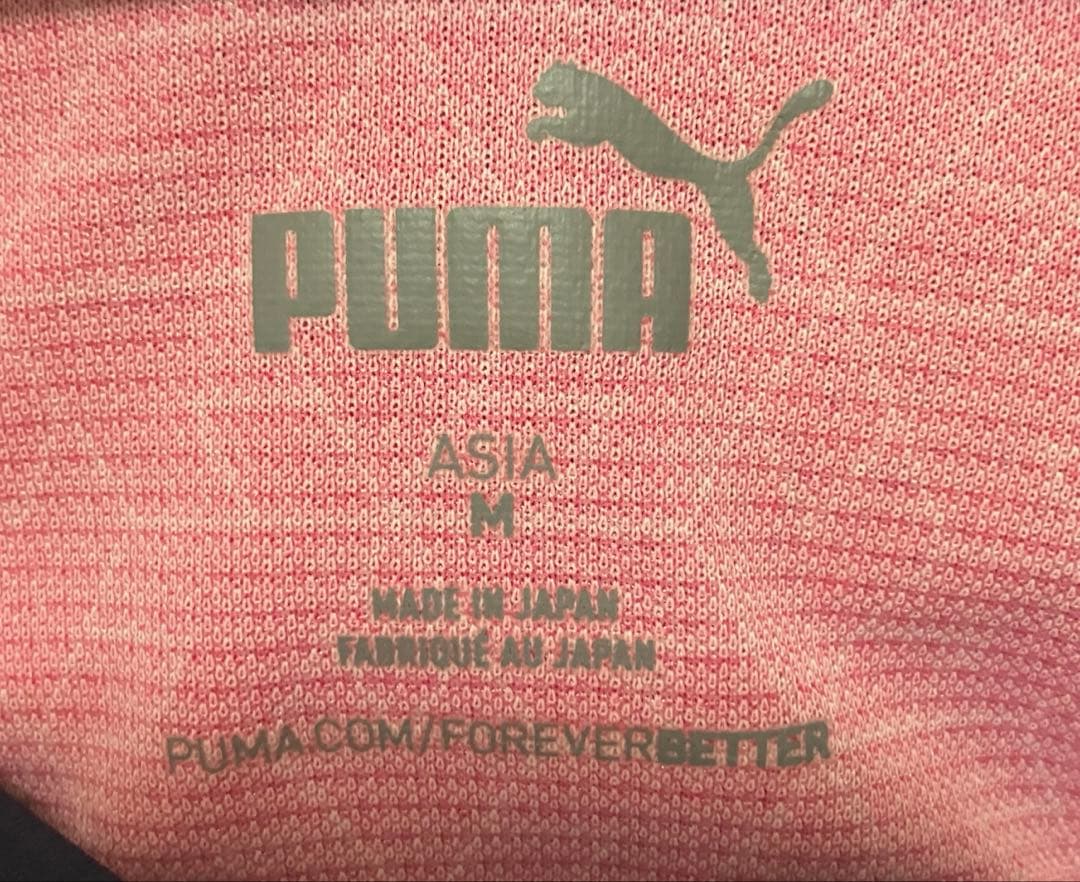 PUMA
ASIA
M
MADE IN JAPAN
FABRIQUÉ AU JAPAN
PUMA.COM/FOREVERBETTER